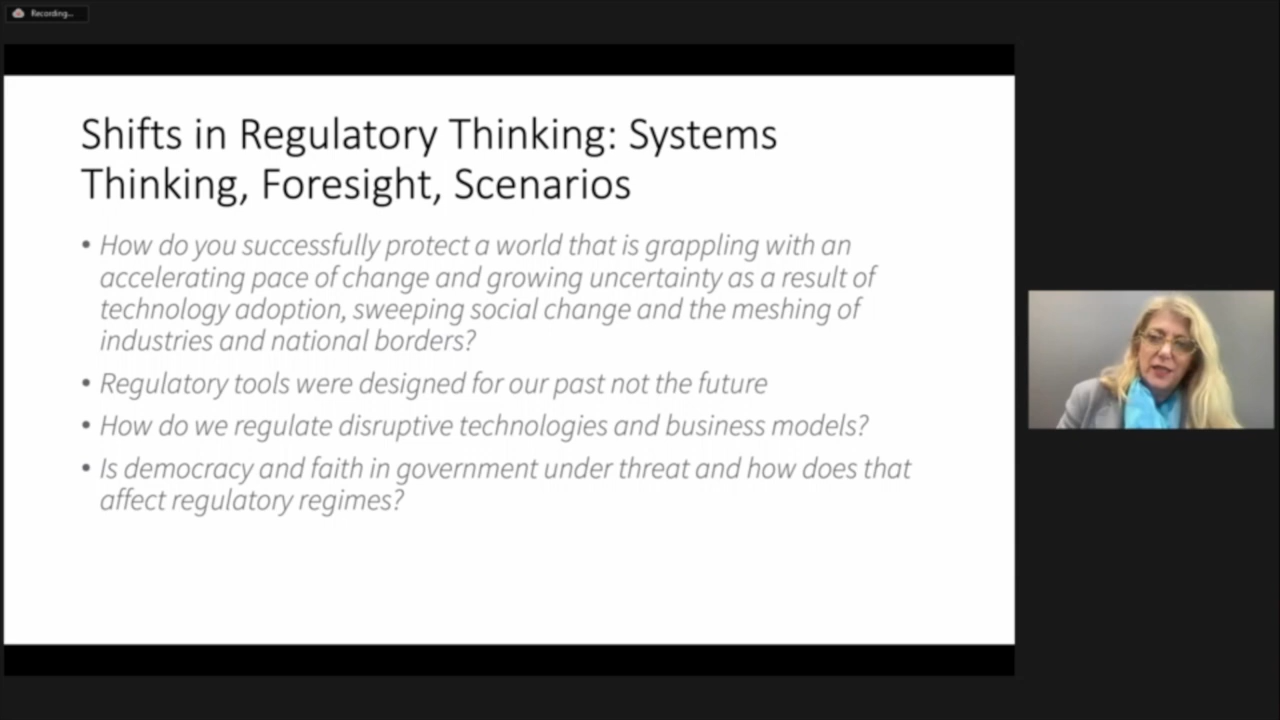 Recording...
Shifts in Regulatory Thinking: Systems
Thinking, Foresight, Scenarios
• How do you successfully protect a world that is grappling with an
accelerating pace of change and growing uncertainty as a result of
technology adoption, sweeping social change and the meshing of
industries and national borders?
• Regulatory tools were designed for our past not the future
• How do we regulate disruptive technologies and business models?
• Is democracy and faith in government under threat and how does that
affect regulatory regimes?